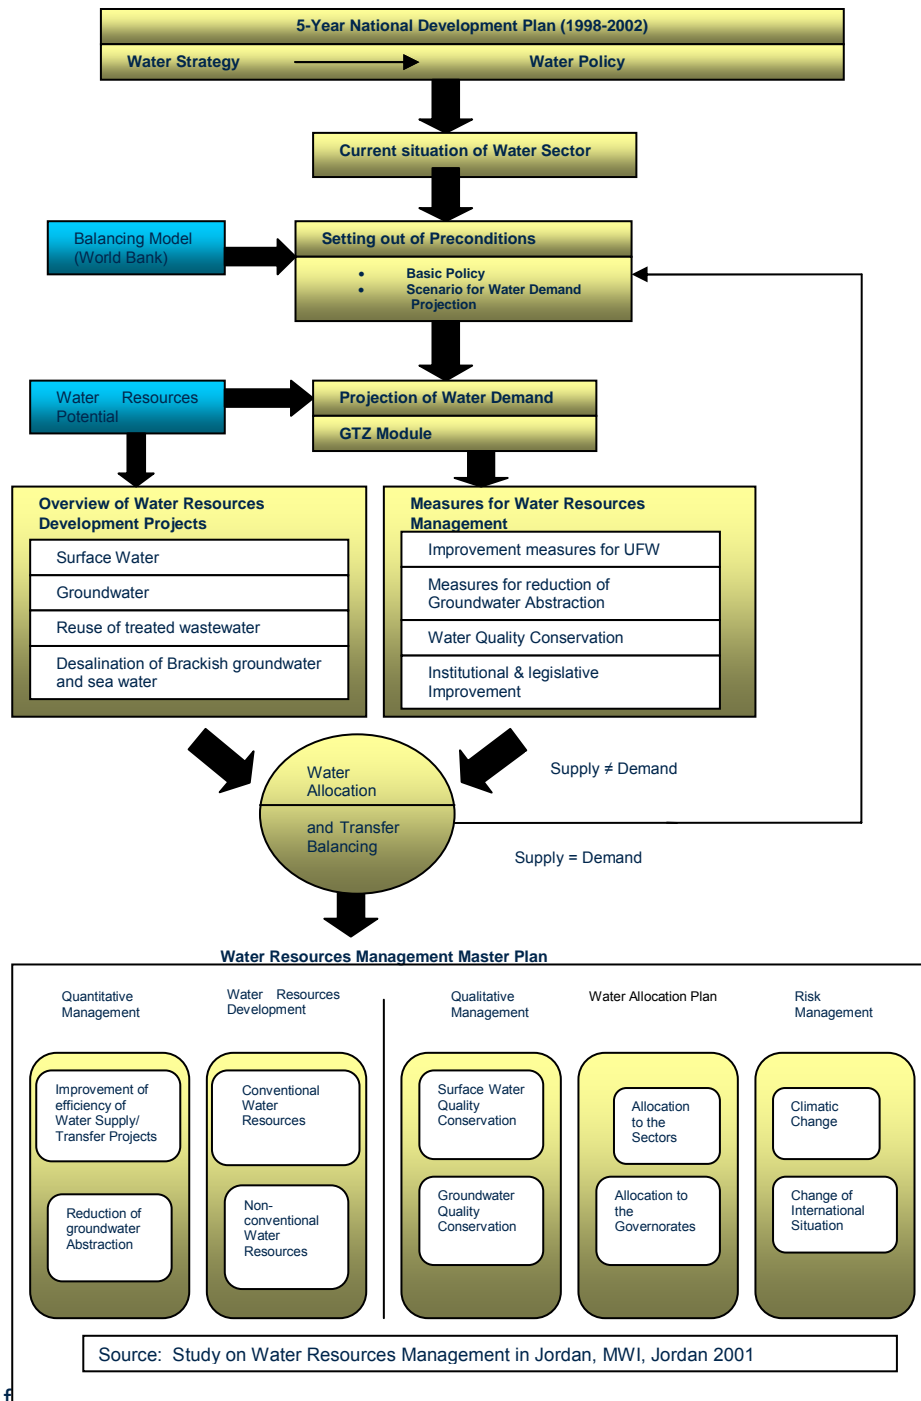 5-Year National Development Plan (1998-2002)
Water Strategy
Water Policy
Current situation of Water Sector
Balancing Model
(World Bank)
Setting out of Preconditions
• Basic Policy
• Scenario for Water Demand
Projection
Water Resources
Potential
Projection of Water Demand
GTZ Module
Overview of Water Resources
Development Projects
Surface Water
Groundwater
Reuse of treated wastewater
Desalination of Brackish groundwater
and sea water
Measures for Water Resources
Management
Improvement measures for UFW
Measures for reduction of
Groundwater Abstraction
Water Quality Conservation
Institutional & legislative
Improvement
Water
Allocation
and Transfer
Balancing
Supply ≠ Demand
Supply = Demand
Water Resources Management Master Plan
Quantitative
Management
Improvement of
efficiency of
Water Supply/
Transfer Projects
Reduction of
groundwater
Abstraction
Water Resources
Development
Conventional
Water
Resources
Non-
conventional
Water
Resources
Qualitative
Management
Surface Water
Quality
Conservation
Groundwater
Quality
Conservation
Water Allocation Plan
Allocation
to the
Sectors
Allocation to
the
Governorates
Risk
Management
Climatic
Change
Change of
International
Situation
Source: Study on Water Resources Management in Jordan, MWI, Jordan 2001
f